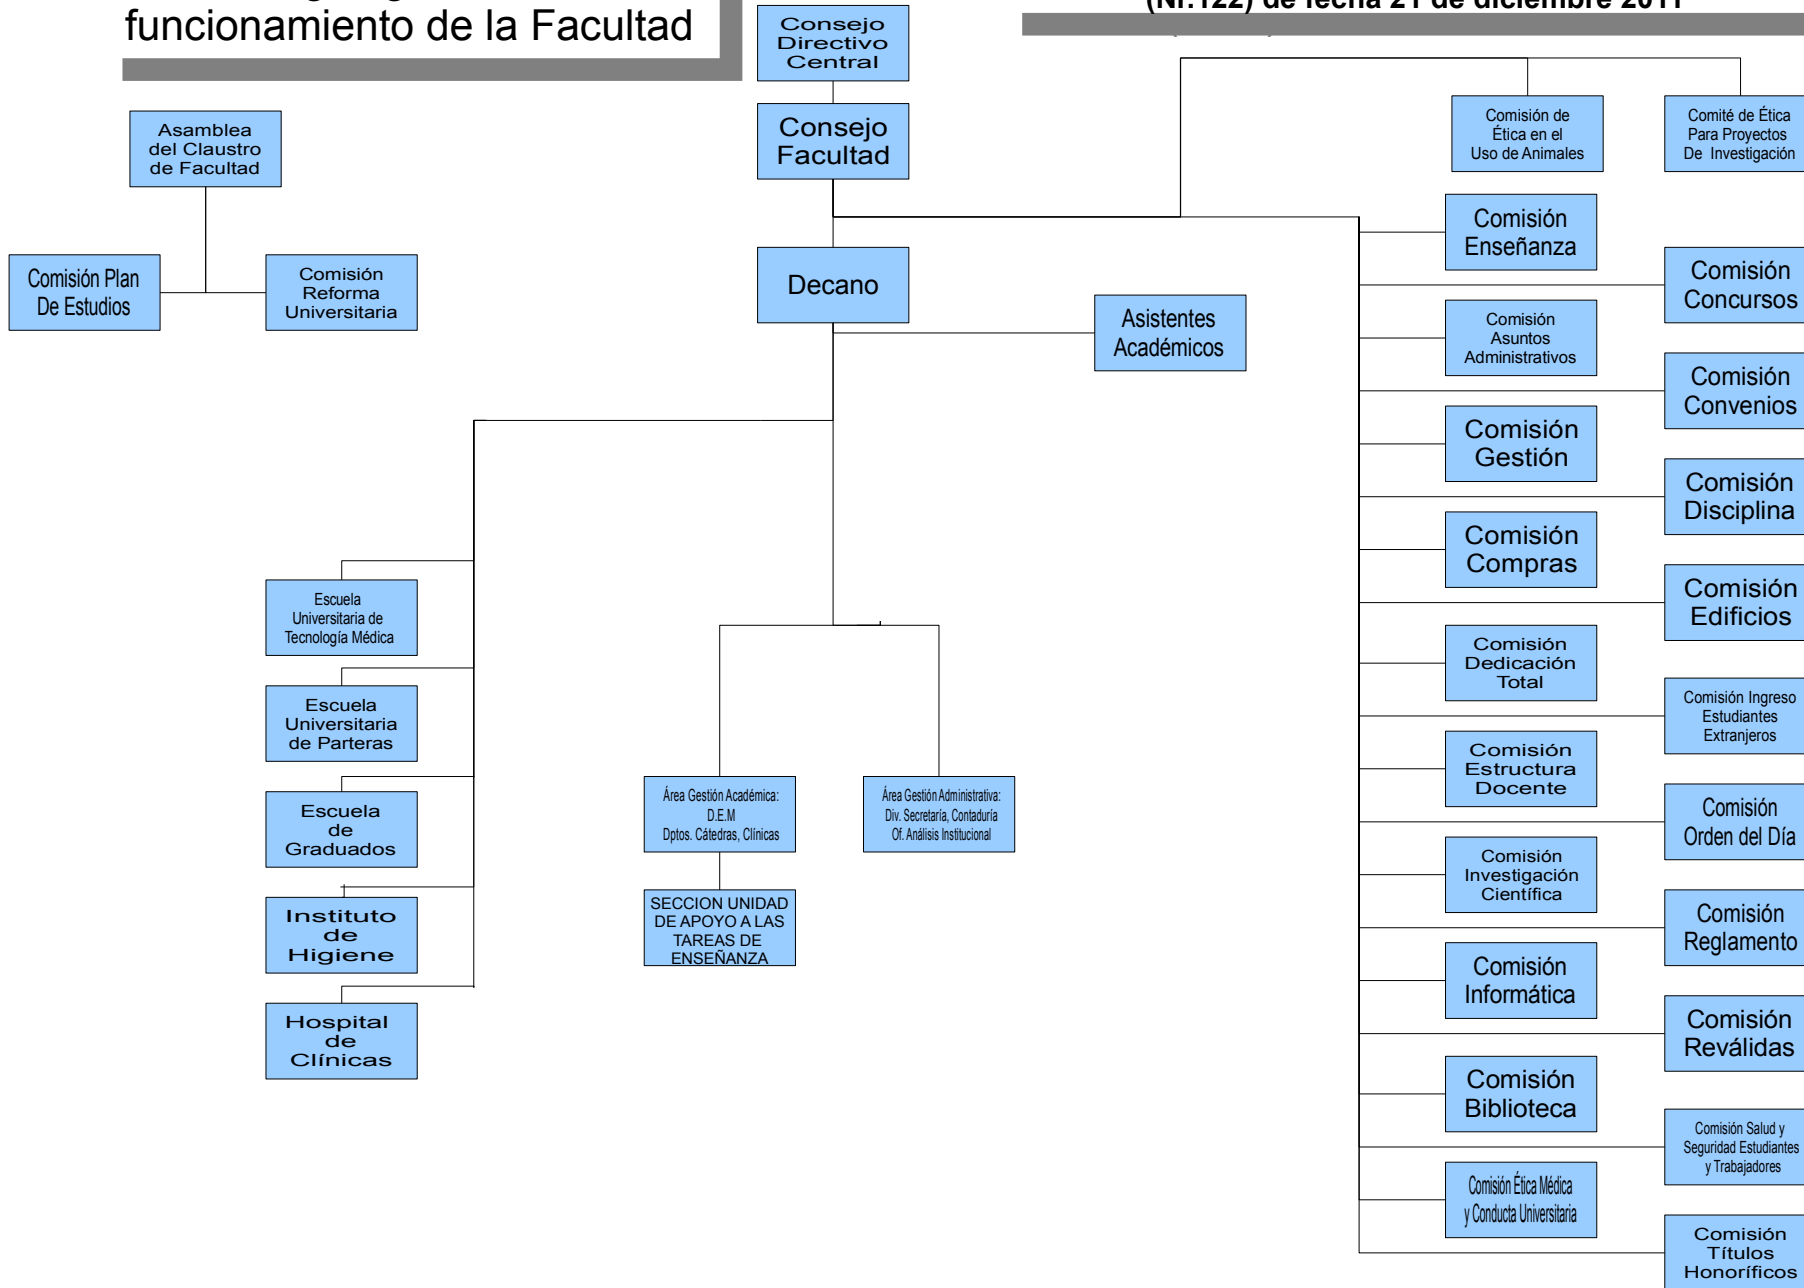 funcionamiento de la Facultad
(Nr.122) de fecha 21 de diciembre 2011
Consejo
Directivo
Central
Consejo
Facultad
Asamblea
del Claustro
de Facultad
Comisión Plan
De Estudios
Comisión
Reforma
Universitaria
Decano
Asistentes
Académicos
Escuela
Universitaria de
Tecnología Médica
Escuela
Universitaria
de Parteras
Escuela
de
Graduados
Instituto
de
Higiene
Hospital
de
Clínicas
Área Gestión Académica:
D.E.M
Dptos. Cátedras, Clínicas
SECCION UNIDAD
DE APOYO A LAS
TAREAS DE
ENSEÑANZA
Área Gestión Administrativa:
Div. Secretaría, Contaduría
Of. Análisis Institucional
Comisión de
Ética en el
Uso de Animales
Comité de Ética
Para Proyectos
De Investigación
Comisión
Enseñanza
Comisión
Concursos
Comisión
Asuntos
Administrativos
Comisión
Convenios
Comisión
Gestión
Comisión
Disciplina
Comisión
Compras
Comisión
Edificios
Comisión
Dedicación
Total
Comisión Ingreso
Estudiantes
Extranjeros
Comisión
Estructura
Docente
Comisión
Orden del Día
Comisión
Investigación
Científica
Comisión
Reglamento
Comisión
Informática
Comisión
Reválidas
Comisión
Biblioteca
Comisión Salud y
Seguridad Estudiantes
y Trabajadores
Comisión Ética Médica
y Conducta Universitaria
Comisión
Títulos
Honoríficos